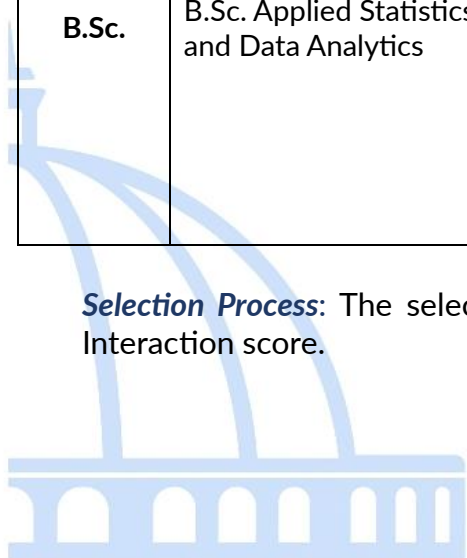 B.Sc.
B.Sc. Applied Statistics
and Data Analytics
Selection Process: The selec
Interaction score.